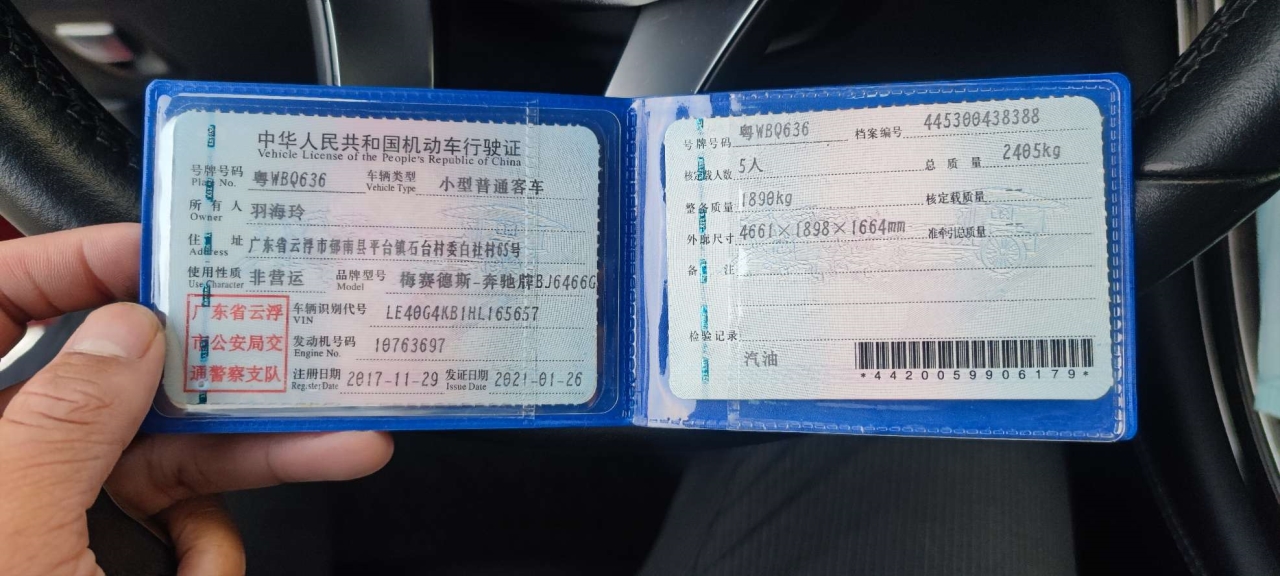 中华人民共和国机动车行驶证
Vehicle License of the People's Republic of China
号牌号码 粤WBQ636 车辆类型 小型普通客车
Plate No. Vehicle Type
所有人 羽海玲
Owner
住址 广东省云浮市郁南县平台镇石台村委白社村65号
Address
使用性质 非营运 品牌型号 梅赛德斯-奔驰牌BJ6466G
Use Character Model
广东省云浮
市公安局交
通警察支队
车辆识别代号 LE40G4KB1HL165657
VIN
发动机号码 10763697
Engine No.
注册日期 2017-11-29 发证日期 2021-01-26
Register Date Issue Date
号牌号码 粤WBQ636 档案编号 445300438388
核定载人数 5人 总质量 2405kg
整备质量 1890kg 核定载质量
外廓尺寸 4661×1898×1664mm 准牵引总质量
备注
检验记录
汽油
*4420059906179*